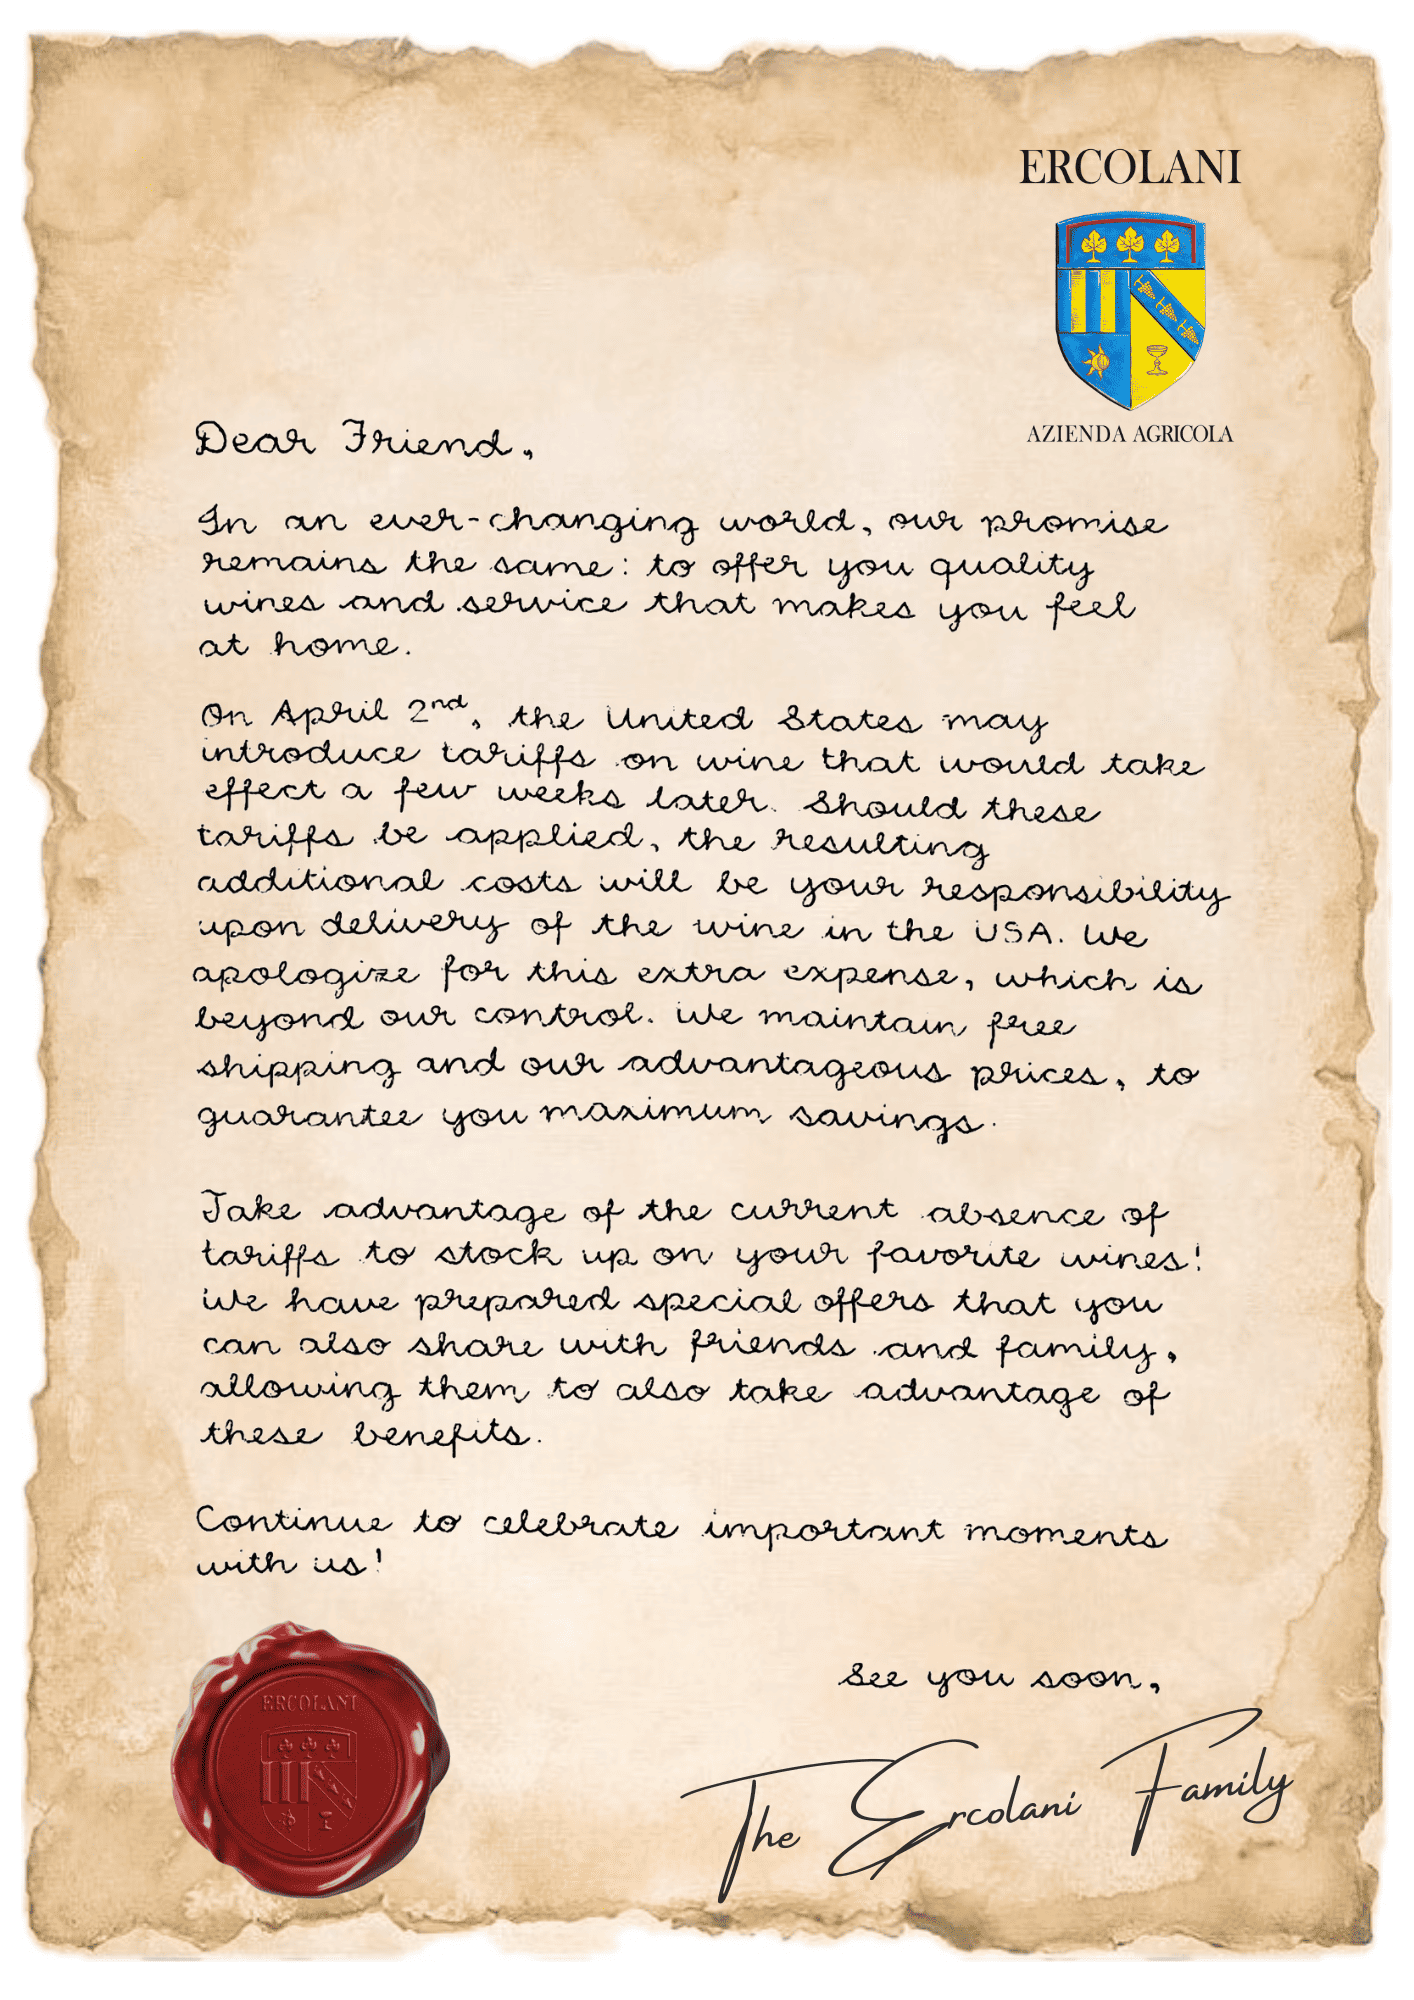 ERCOLANI
AZIENDA AGRICOLA
Dear Friend,
In an ever-changing world, our promise
remains the same: to offer you quality
wines and service that makes you feel
at home.
On April 2nd, the United States may
introduce tariffs on wine that would take
effect a few weeks later. Should these
tariffs be applied, the resulting
additional costs will be your responsibility
upon delivery of the wine in the USA. We
apologize for this extra expense, which is
beyond our control. We maintain free
shipping and our advantageous prices, to
guarantee you maximum savings.
Take advantage of the current absence of
tariffs to stock up on your favorite wines!
We have prepared special offers that you
can also share with friends and family,
allowing them to also take advantage of
these benefits.
Continue to celebrate important moments
with us!
See you soon,
The Ercolani Family
ERCOLANI